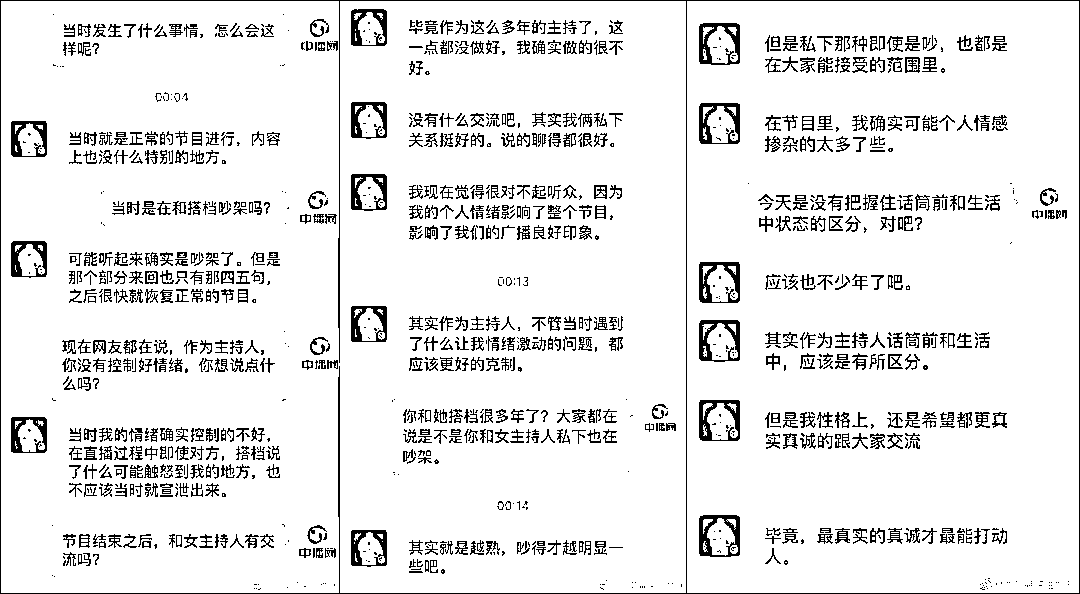 当时发生了什么事情，怎么会这
样呢？
中播网
00:04
当时就是正常的节目进行，内容
上也没什么特别的地方。
当时是在和搭档吵架吗？
中播网
可能听起来确实是吵架了。但是
那个部分来回也只有那四五句，
之后很快就恢复正常的节目。
现在网友都在说，作为主持人，
你没有控制好情绪，你想说点什
么吗？
中播网
当时我的情绪确实控制的不好，
在直播过程中即使对方，搭档说
了什么可能触怒到我的地方，也
不应该当时就宣泄出来。
节目结束之后，和女主持人有交
流吗？
中播网
毕竟作为这么多年的主持了，这
一点都没做好，我确实做的很不
好。
没有什么交流吧，其实我俩私下
关系挺好的。说的聊得都很好。
我现在觉得很对不起听众，因为
我的个人情绪影响了整个节目，
影响了我们的广播良好印象。
00:13
其实作为主持人，不管当时遇到
了什么让我情绪激动的问题，都
应该更好的克制。
你和她搭档很多年了？大家都在
说是不是你和女主持人私下也在
吵架。
中播网
00:14
其实就是越熟，吵得才越明显一
些吧。
但是私下那种即使是吵，也都是
在大家能接受的范围里。
在节目里，我确实可能个人情感
掺杂的太多了些。
今天是没有把握住话筒前和生活
中状态的区分，对吧？
中播网
应该也不少年了吧。
其实作为主持人话筒前和生活
中，应该是有所区分。
但是我性格上，还是希望都更真
实真诚的跟大家交流
毕竟，最真实的真诚才最能打动
人。